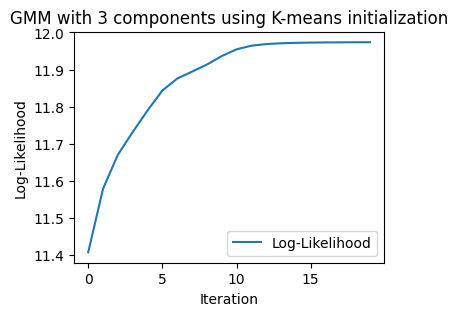 GMM with 3 components using K-means initialization
12.0
11.9
11.8
11.7
11.6
11.5
11.4
Log-Likelihood
Log-Likelihood
0 5 10 15
Iteration